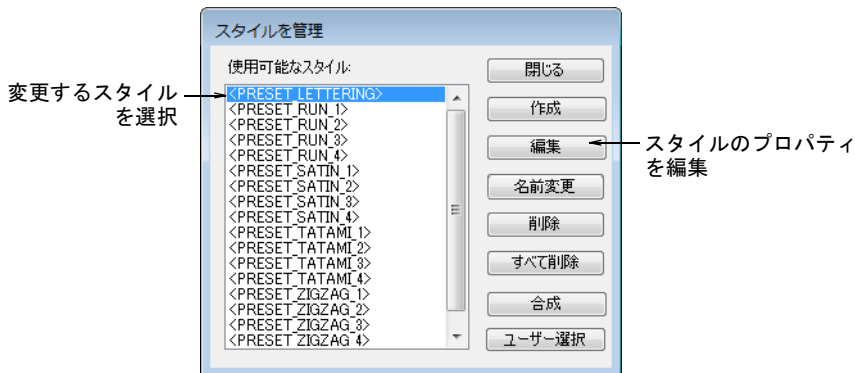 スタイルを管理
使用可能なスタイル:
変更するスタイル
を選択
<PRESET_LETTERING>
<PRESET_RUN_1>
<PRESET_RUN_2>
<PRESET_RUN_3>
<PRESET_RUN_4>
<PRESET_SATIN_1>
<PRESET_SATIN_2>
<PRESET_SATIN_3>
<PRESET_SATIN_4>
<PRESET_TATAMI_1>
<PRESET_TATAMI_2>
<PRESET_TATAMI_3>
<PRESET_TATAMI_4>
<PRESET_ZIGZAG_1>
<PRESET_ZIGZAG_2>
<PRESET_ZIGZAG_3>
<PRESET_ZIGZAG_4>
閉じる
作成
編集
名前変更
削除
すべて削除
合成
ユーザー選択
スタイルのプロパティ
を編集